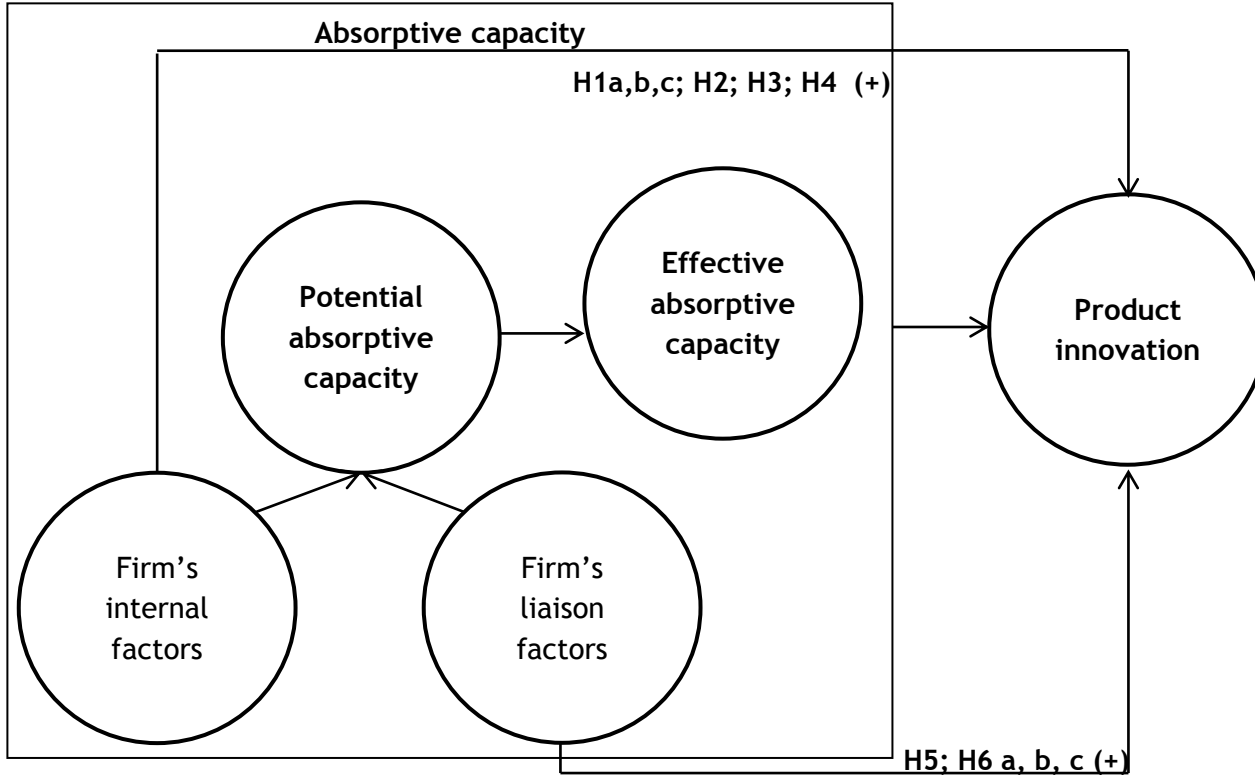 Absorptive capacity
H1a,b,c; H2; H3; H4 (+)
Potential
absorptive
capacity
Effective
absorptive
capacity
Product
innovation
Firm’s
internal
factors
Firm’s
liaison
factors
H5; H6 a, b, c (+)